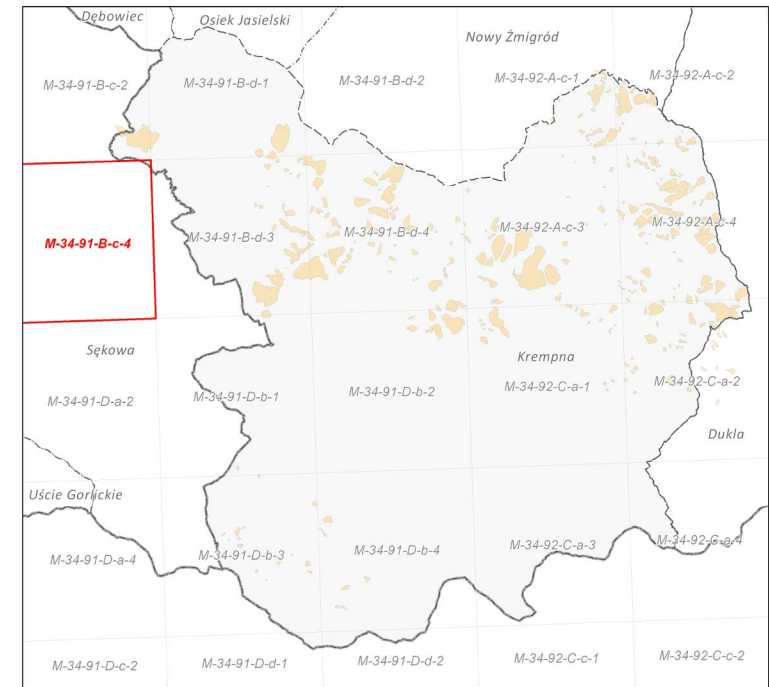 Dębowiec
Osiek Jasielski
Nowy Żmigród
M-34-91-B-c-2
M-34-91-B-d-1
M-34-91-B-d-2
M-34-92-A-c-1
M-34-92-A-c-2
M-34-91-B-c-4
M-34-91-B-d-3
M-34-91-B-d-4
M-34-92-A-c-3
M-34-92-A-c-4
Sękowa
Krempna
M-34-91-D-a-2
M-34-91-D-b-1
M-34-91-D-b-2
M-34-92-C-a-1
M-34-92-C-a-2
Dukla
Uście Gorlickie
M-34-91-D-a-4
M-34-91-D-b-3
M-34-91-D-b-4
M-34-92-C-a-3
M-34-92-C-a-4
M-34-91-D-c-2
M-34-91-D-d-1
M-34-91-D-d-2
M-34-92-C-c-1
M-34-92-C-c-2